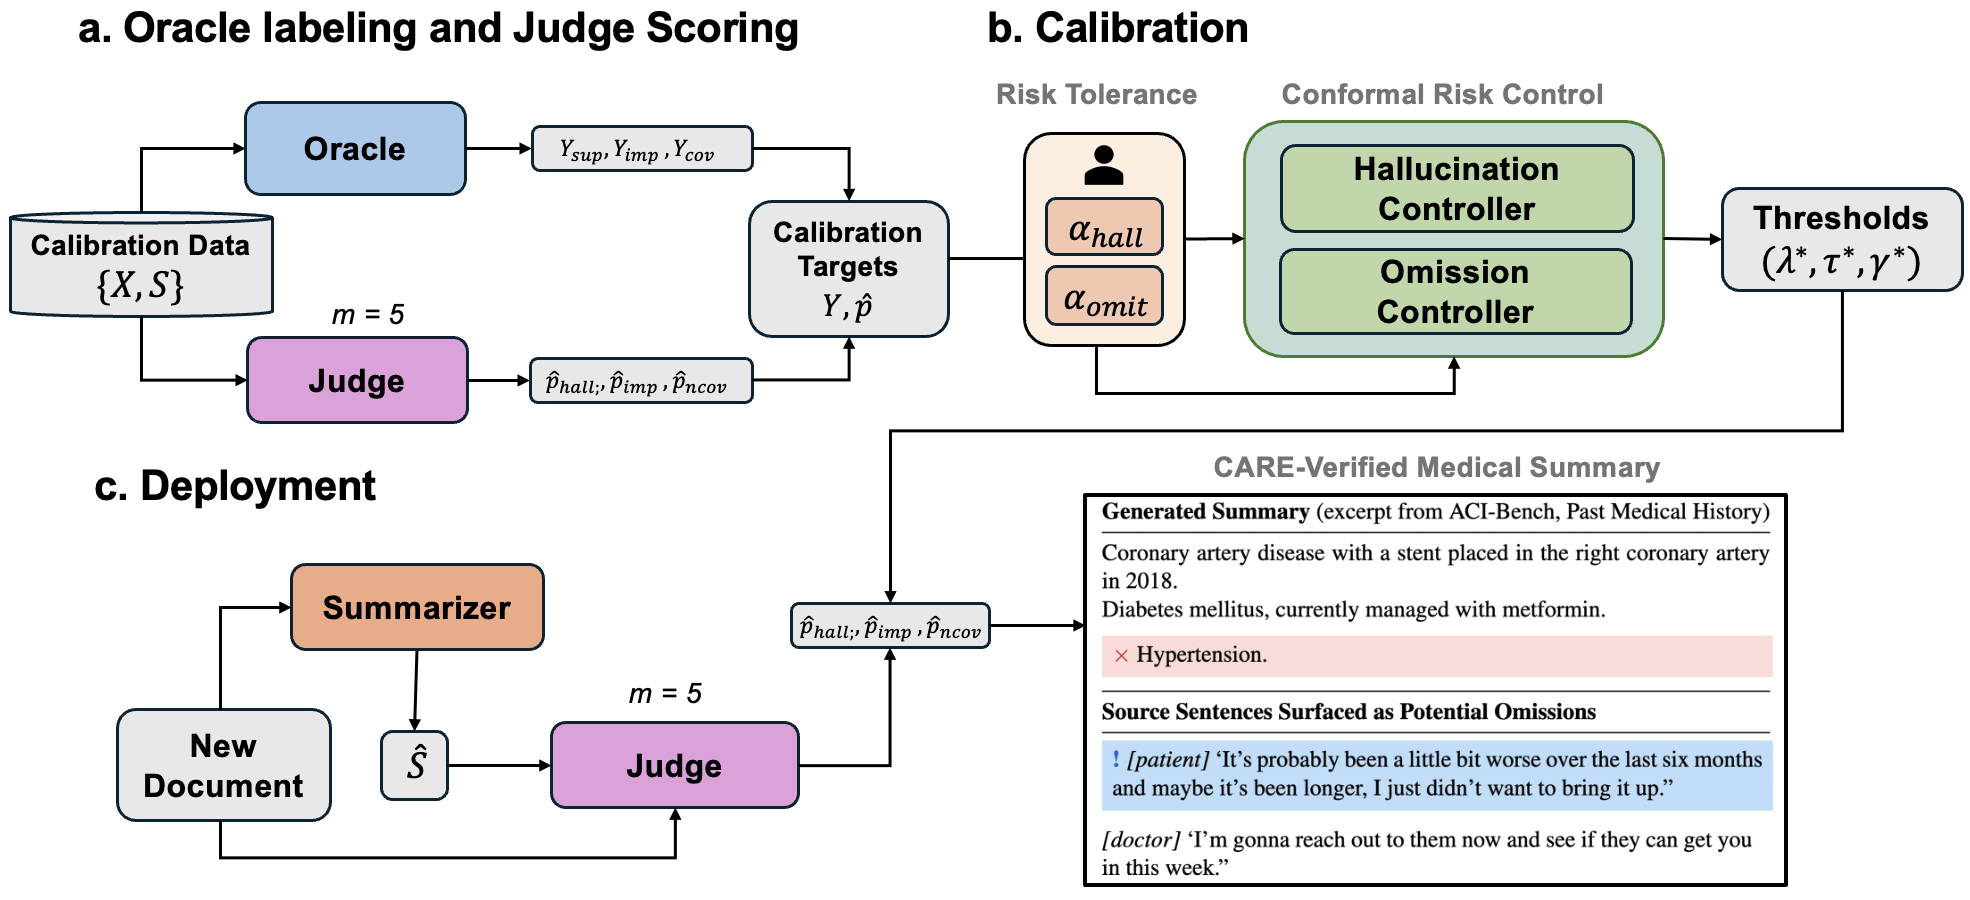 a. Oracle labeling and Judge Scoring
Oracle
Y_sup, Y_imp , Y_cov
Calibration Data
{X, S}
m = 5
Judge
p̂_hall;, p̂_imp , p̂_ncov
Calibration
Targets
Y, p̂
b. Calibration
Risk Tolerance
α_hall
α_omit
Conformal Risk Control
Hallucination
Controller
Omission
Controller
Thresholds
(λ*, τ*, γ*)
c. Deployment
Summarizer
New
Document
Ŝ
m = 5
Judge
p̂_hall;, p̂_imp , p̂_ncov
CARE-Verified Medical Summary
Generated Summary (excerpt from ACI-Bench, Past Medical History)
Coronary artery disease with a stent placed in the right coronary artery
in 2018.
Diabetes mellitus, currently managed with metformin.
× Hypertension.
Source Sentences Surfaced as Potential Omissions
! [patient] ‘It’s probably been a little bit worse over the last six months
and maybe it’s been longer, I just didn’t want to bring it up.”
[doctor] ‘I’m gonna reach out to them now and see if they can get you
in this week.”